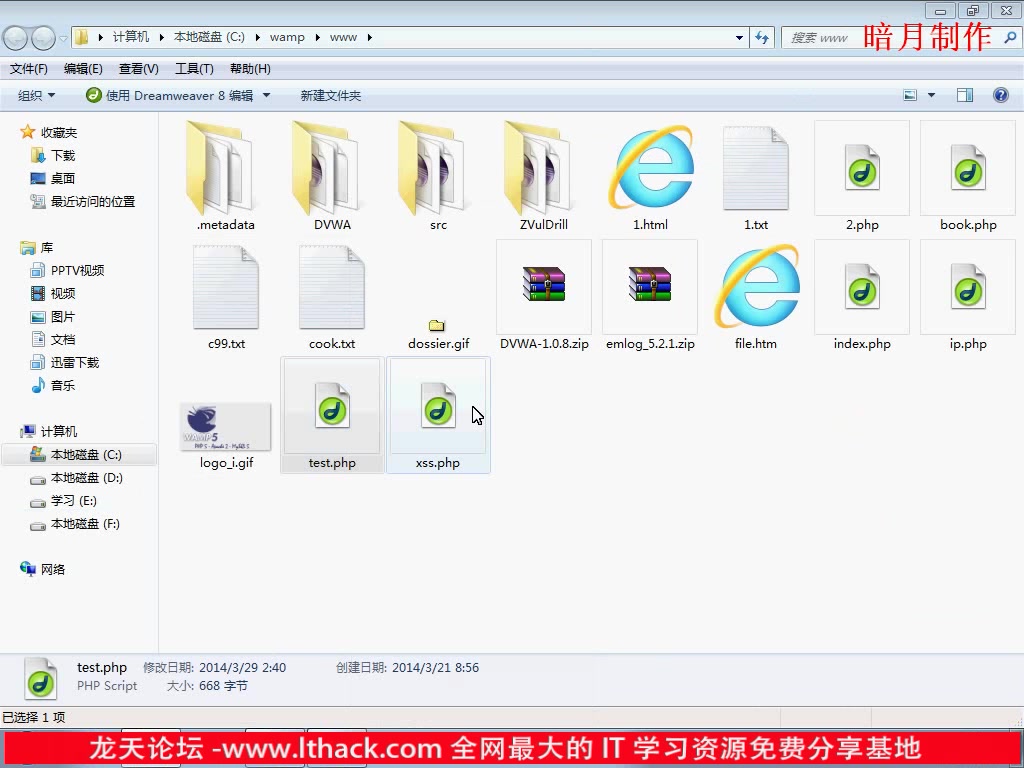 计算机 本地磁盘 (C:) wamp www
搜索 www
暗月制作
文件(F) 编辑(E) 查看(V) 工具(T) 帮助(H)
组织 使用 Dreamweaver 8 编辑 新建文件夹
收藏夹
下载
桌面
最近访问的位置
库
PPTV视频
视频
图片
文档
迅雷下载
音乐
计算机
本地磁盘 (C:)
本地磁盘 (D:)
学习 (E:)
本地磁盘 (F:)
网络
.metadata DVWA src ZVulDrill 1.html 1.txt 2.php book.php
c99.txt cook.txt dossier.gif DVWA-1.0.8.zip emlog_5.2.1.zip file.htm index.php ip.php
WAMP5
PHP 5 - Apache 2 - MySQL 5
logo_i.gif test.php xss.php
test.php 修改日期: 2014/3/29 2:40 创建日期: 2014/3/21 8:56
PHP Script 大小: 668 字节
已选择 1 项
龙天论坛 -www.lthack.com 全网最大的 IT 学习资源免费分享基地